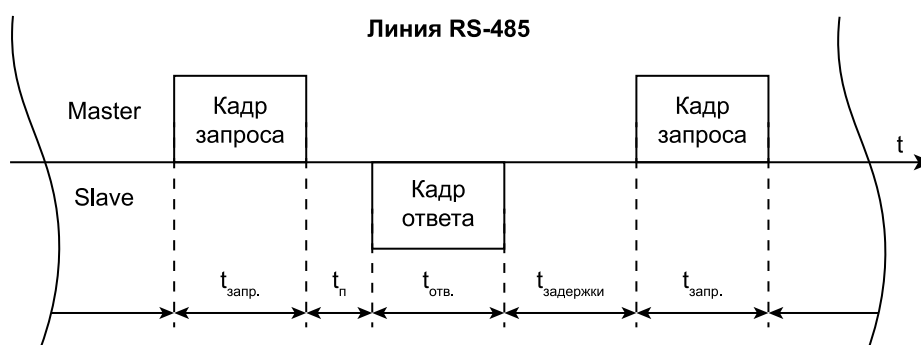 Линия RS-485
Master
Кадр
запроса
Кадр
запроса
t
Slave
Кадр
ответа
tзапр.
tп
tотв.
tзадержки
tзапр.